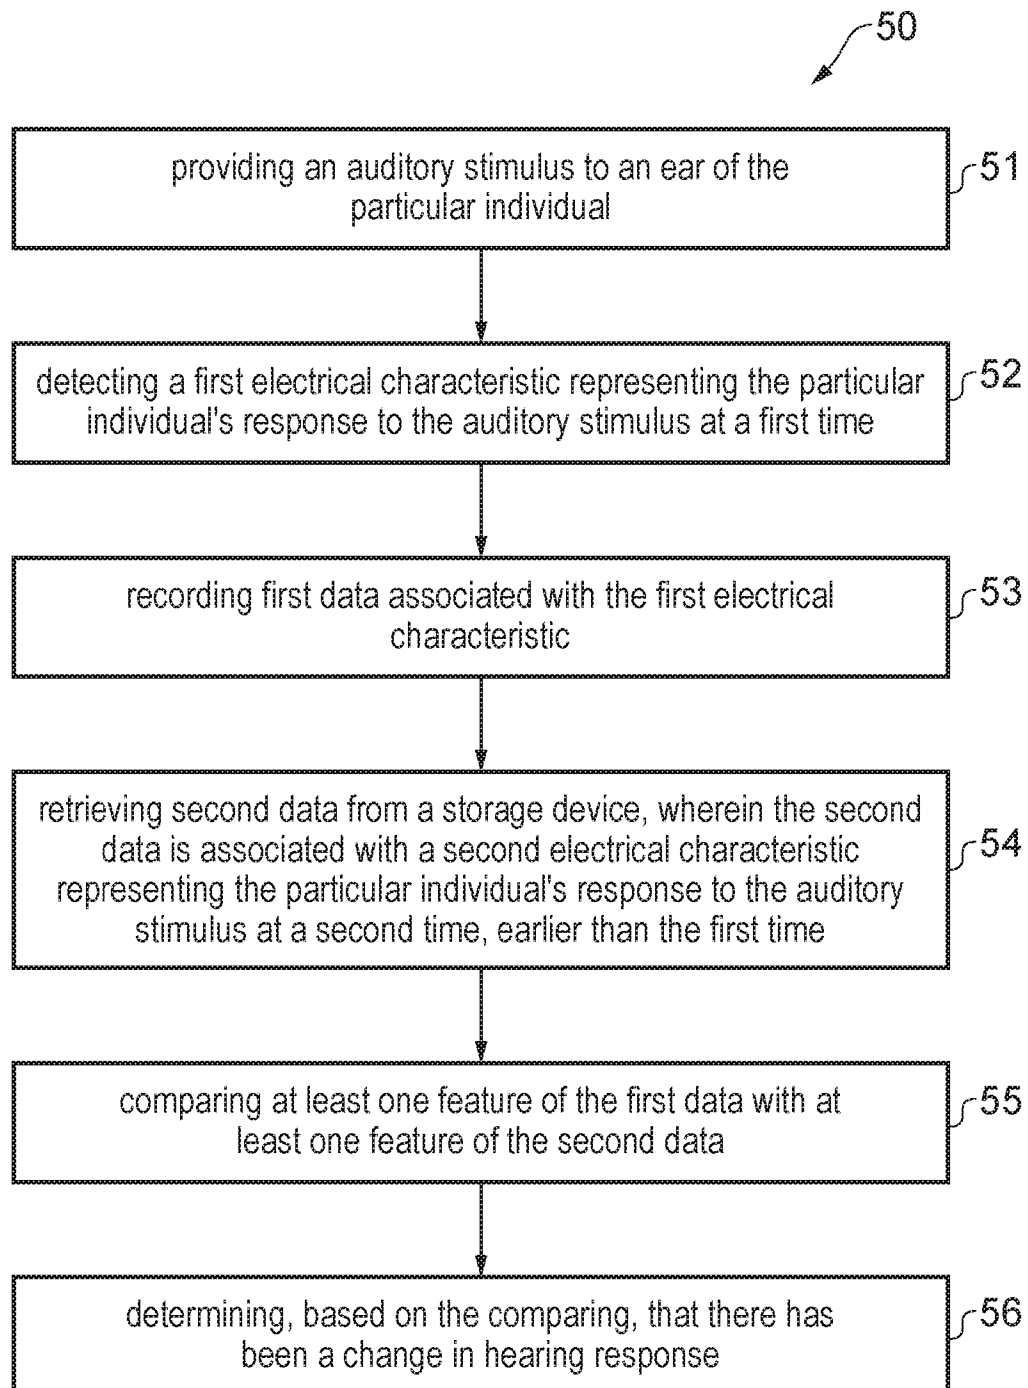 50
providing an auditory stimulus to an ear of the
particular individual
51
detecting a first electrical characteristic representing the particular
individual's response to the auditory stimulus at a first time
52
recording first data associated with the first electrical
characteristic
53
retrieving second data from a storage device, wherein the second
data is associated with a second electrical characteristic
representing the particular individual's response to the auditory
stimulus at a second time, earlier than the first time
54
comparing at least one feature of the first data with at
least one feature of the second data
55
determining, based on the comparing, that there has
been a change in hearing response
56